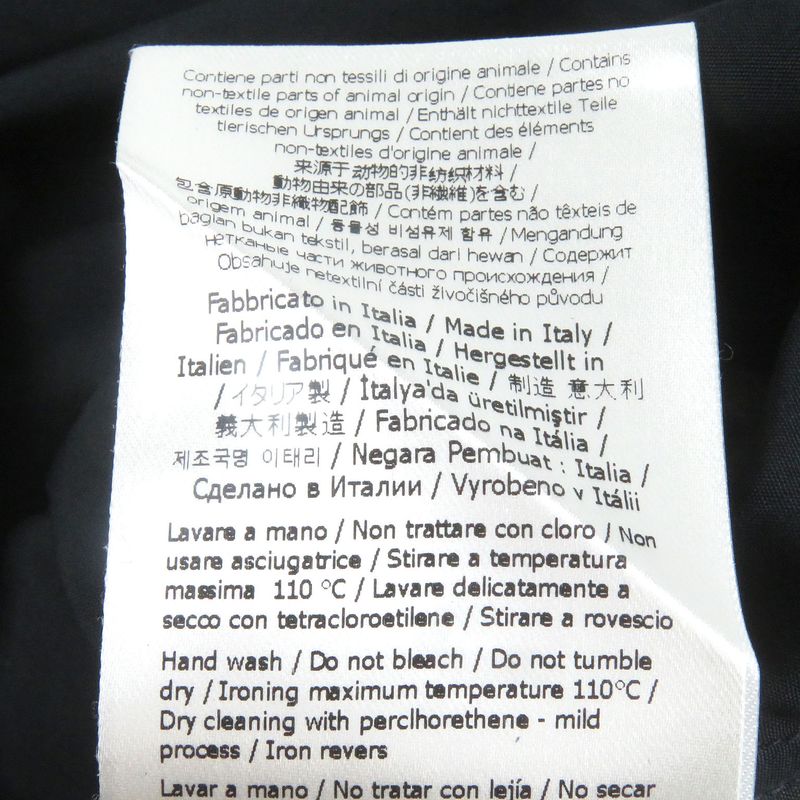 Contiene parti non tessili di origine animale / Contains
non-textile parts of animal origin / Contiene partes no
textiles de origen animal / Enthält nichttextile Teile
tierischen Ursprungs / Contient des éléments
non-textiles d'origine animale /
来源于动物的非纺织材料 /
動物由来の部品(非繊維)を含む /
包含原動物非織物配飾 / Contém partes não têxteis de
origem animal / 동물성 비섬유제 함유 / Mengandung
bagian bukan tekstil, berasal dari hewan / Содержит
нетканые части животного происхождения /
Obsahuje netextilní části živočišného původu
Fabbricato in Italia / Made in Italy /
Fabricado en Italia / Hergestellt in
Italien / Fabriqué en Italie / 制造 意大利
/ イタリア製 / İtalya'da üretilmiştir /
義大利製造 / Fabricado na Itália /
제조국명 이태리 / Negara Pembuat : Italia /
Сделано в Италии / Vyrobeno v Itálii
Lavare a mano / Non trattare con cloro / Non
usare asciugatrice / Stirare a temperatura
massima 110 °C / Lavare delicatamente a
secco con tetracloroetilene / Stirare a rovescio
Hand wash / Do not bleach / Do not tumble
dry / Ironing maximum temperature 110°C /
Dry cleaning with perclhorethene - mild
process / Iron revers
Lavar a mano / No tratar con lejía / No secar